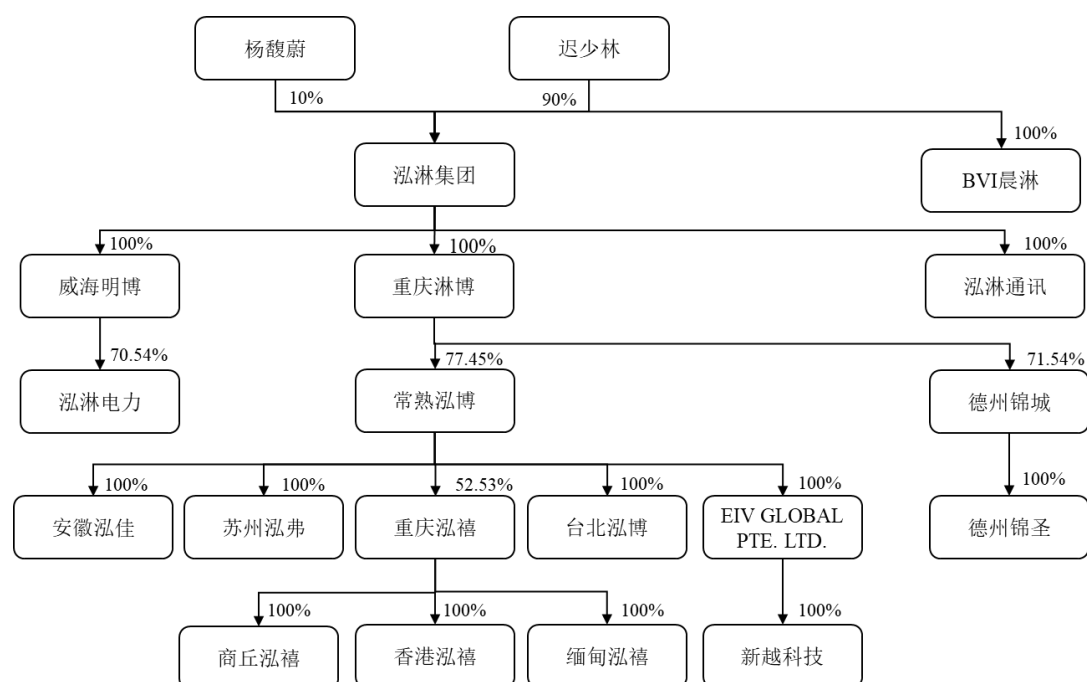 杨馥蔚
迟少林
10%
90%
100%
泓淋集团
BVI晨淋
100%
100%
100%
威海明博
重庆淋博
泓淋通讯
70.54%
77.45%
71.54%
泓淋电力
常熟泓博
德州锦城
100%
100%
52.53%
100%
100%
100%
安徽泓佳
苏州泓弗
重庆泓禧
台北泓博
EIV GLOBAL
PTE. LTD.
德州锦圣
100%
100%
100%
100%
商丘泓禧
香港泓禧
缅甸泓禧
新越科技